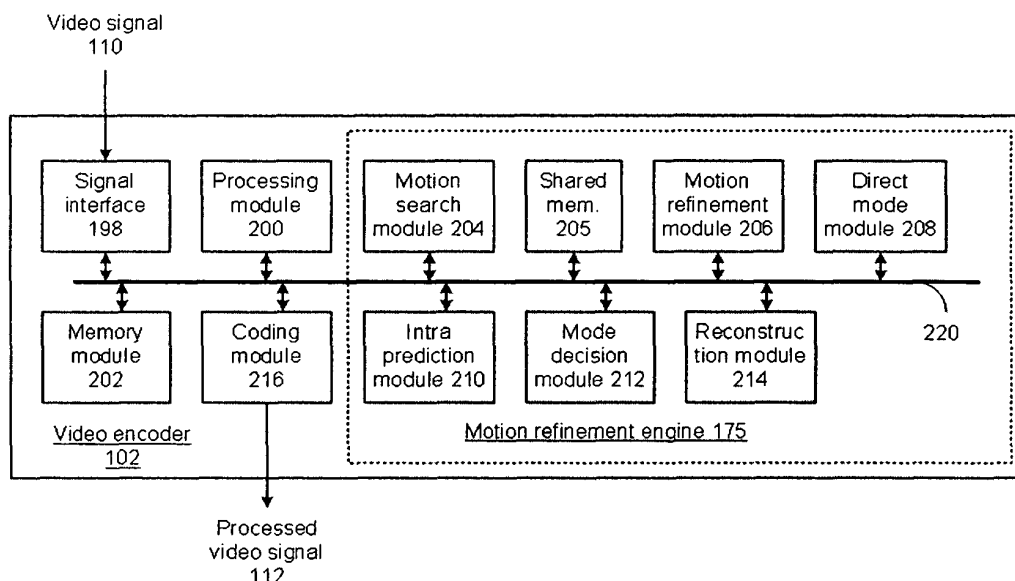 Video signal
110
Signal
interface
198
Processing
module
200
Motion
search
module 204
Shared
mem.
205
Motion
refinement
module 206
Direct
mode
module 208
Memory
module
202
Coding
module
216
Intra
prediction
module 210
Mode
decision
module 212
Reconstruc
tion module
214
220
Video encoder
102
Motion refinement engine 175
Processed
video signal
112